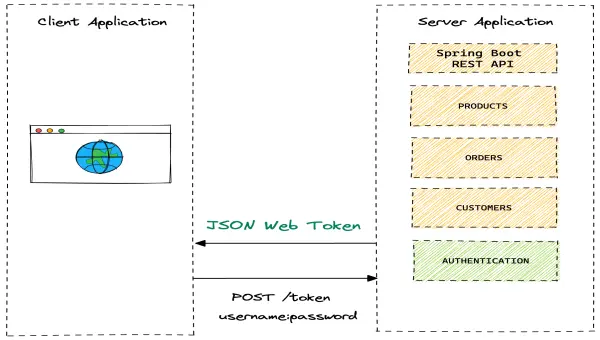 Client Application
Server Application
Spring Boot
REST API
PRODUCTS
ORDERS
CUSTOMERS
AUTHENTICATION
JSON Web Token
POST /token
username:password